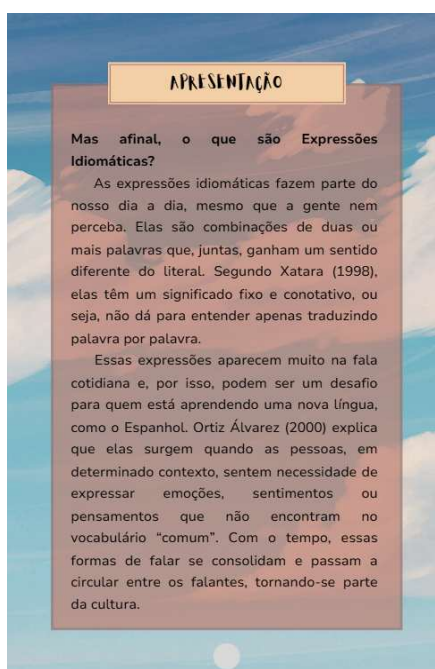 APRESENTAÇÃO
Mas afinal, o que são Expressões
Idiomáticas?
As expressões idiomáticas fazem parte do
nosso dia a dia, mesmo que a gente nem
perceba. Elas são combinações de duas ou
mais palavras que, juntas, ganham um sentido
diferente do literal. Segundo Xatara (1998),
elas têm um significado fixo e conotativo, ou
seja, não dá para entender apenas traduzindo
palavra por palavra.
Essas expressões aparecem muito na fala
cotidiana e, por isso, podem ser um desafio
para quem está aprendendo uma nova língua,
como o Espanhol. Ortiz Álvarez (2000) explica
que elas surgem quando as pessoas, em
determinado contexto, sentem necessidade de
expressar emoções, sentimentos ou
pensamentos que não encontram no
vocabulário “comum”. Com o tempo, essas
formas de falar se consolidam e passam a
circular entre os falantes, tornando-se parte
da cultura.